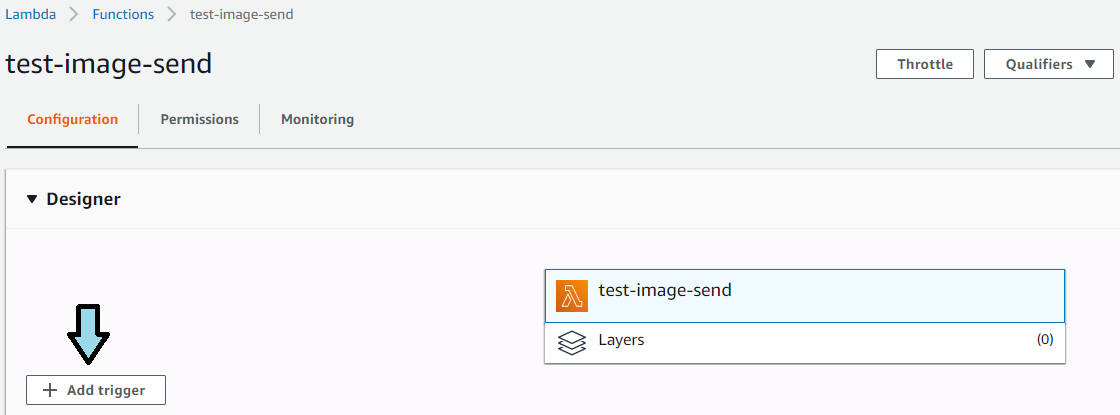 Lambda > Functions > test-image-send
test-image-send
Throttle Qualifiers
Configuration Permissions Monitoring
Designer
test-image-send
Layers (0)
+ Add trigger